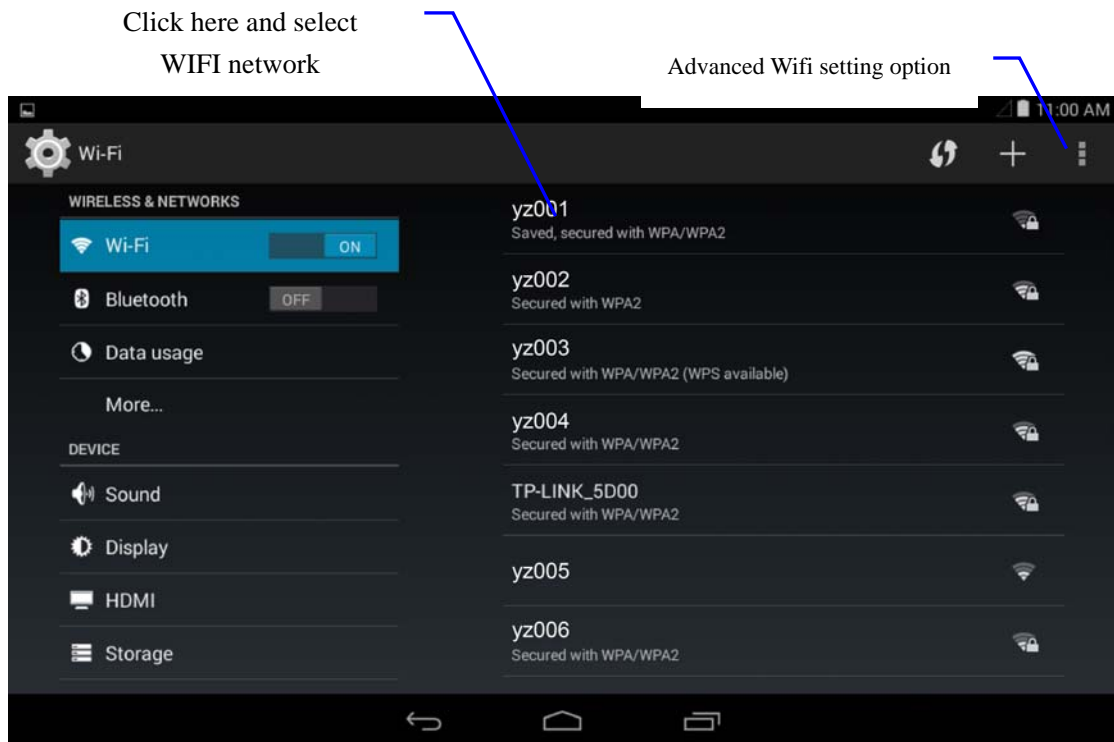 Click here and select
WIFI network
Advanced Wifi setting option
11:00 AM
Wi-Fi
WIRELESS & NETWORKS
Wi-Fi ON
Bluetooth OFF
Data usage
More...
DEVICE
Sound
Display
HDMI
Storage
yz001
Saved, secured with WPA/WPA2
yz002
Secured with WPA2
yz003
Secured with WPA/WPA2 (WPS available)
yz004
Secured with WPA/WPA2
TP-LINK_5D00
Secured with WPA/WPA2
yz005
yz006
Secured with WPA/WPA2